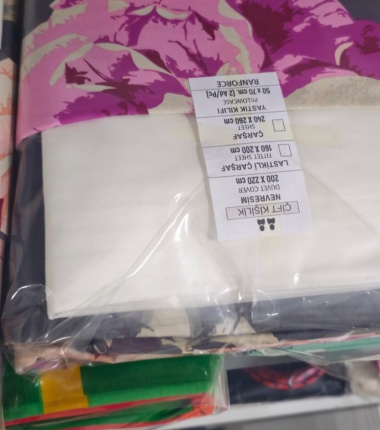 ÇİFT KİŞİLİK
NEVRESİM
DUVET COVER
200 X 220 cm
LASTİKLİ ÇARŞAF
FITTET SHEET
160 X 200 cm
ÇARŞAF
SHEET
240 X 260 cm
YASTIK KILIFI
PILLOWCASE
50 X 70 cm (2 Ad/Pc)
RANFORCE